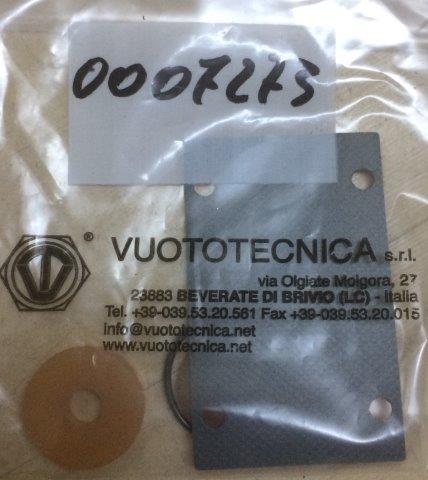 0007273
® VUOTOTECNICA s.r.l.
via Olgiate Molgora, 27
23883 BEVERATE DI BRIVIO (LC) - Italia
Tel. +39-039.53.20.561 Fax +39-039.53.20.015
info@vuototecnica.net
www.vuototecnica.net